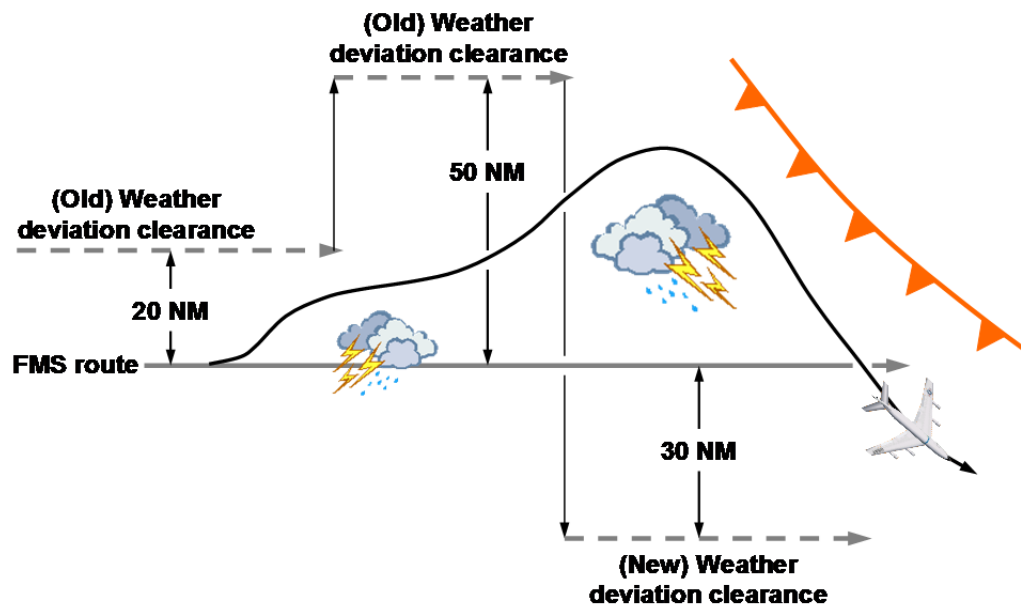 (Old) Weather
deviation clearance
50 NM
(Old) Weather
deviation clearance
20 NM
FMS route
30 NM
(New) Weather
deviation clearance